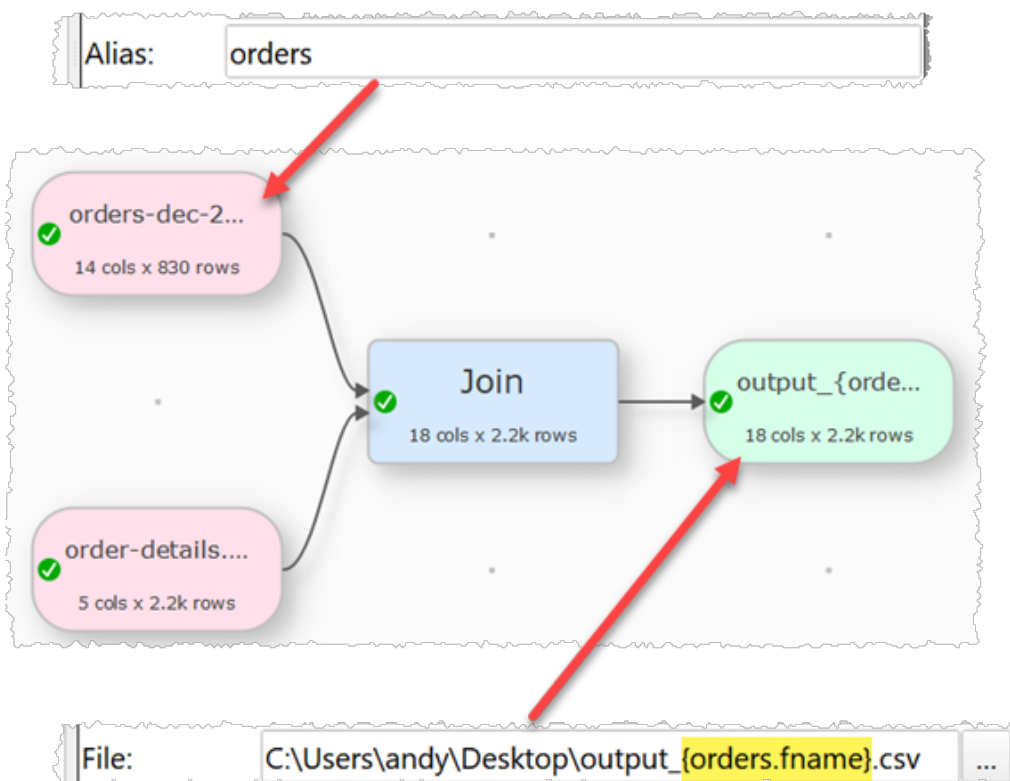 Alias: orders
orders-dec-2...
14 cols x 830 rows
Join
18 cols x 2.2k rows
output_{orde...
18 cols x 2.2k rows
order-details....
5 cols x 2.2k rows
File: C:\Users\andy\Desktop\output_{orders.fname}.csv ...